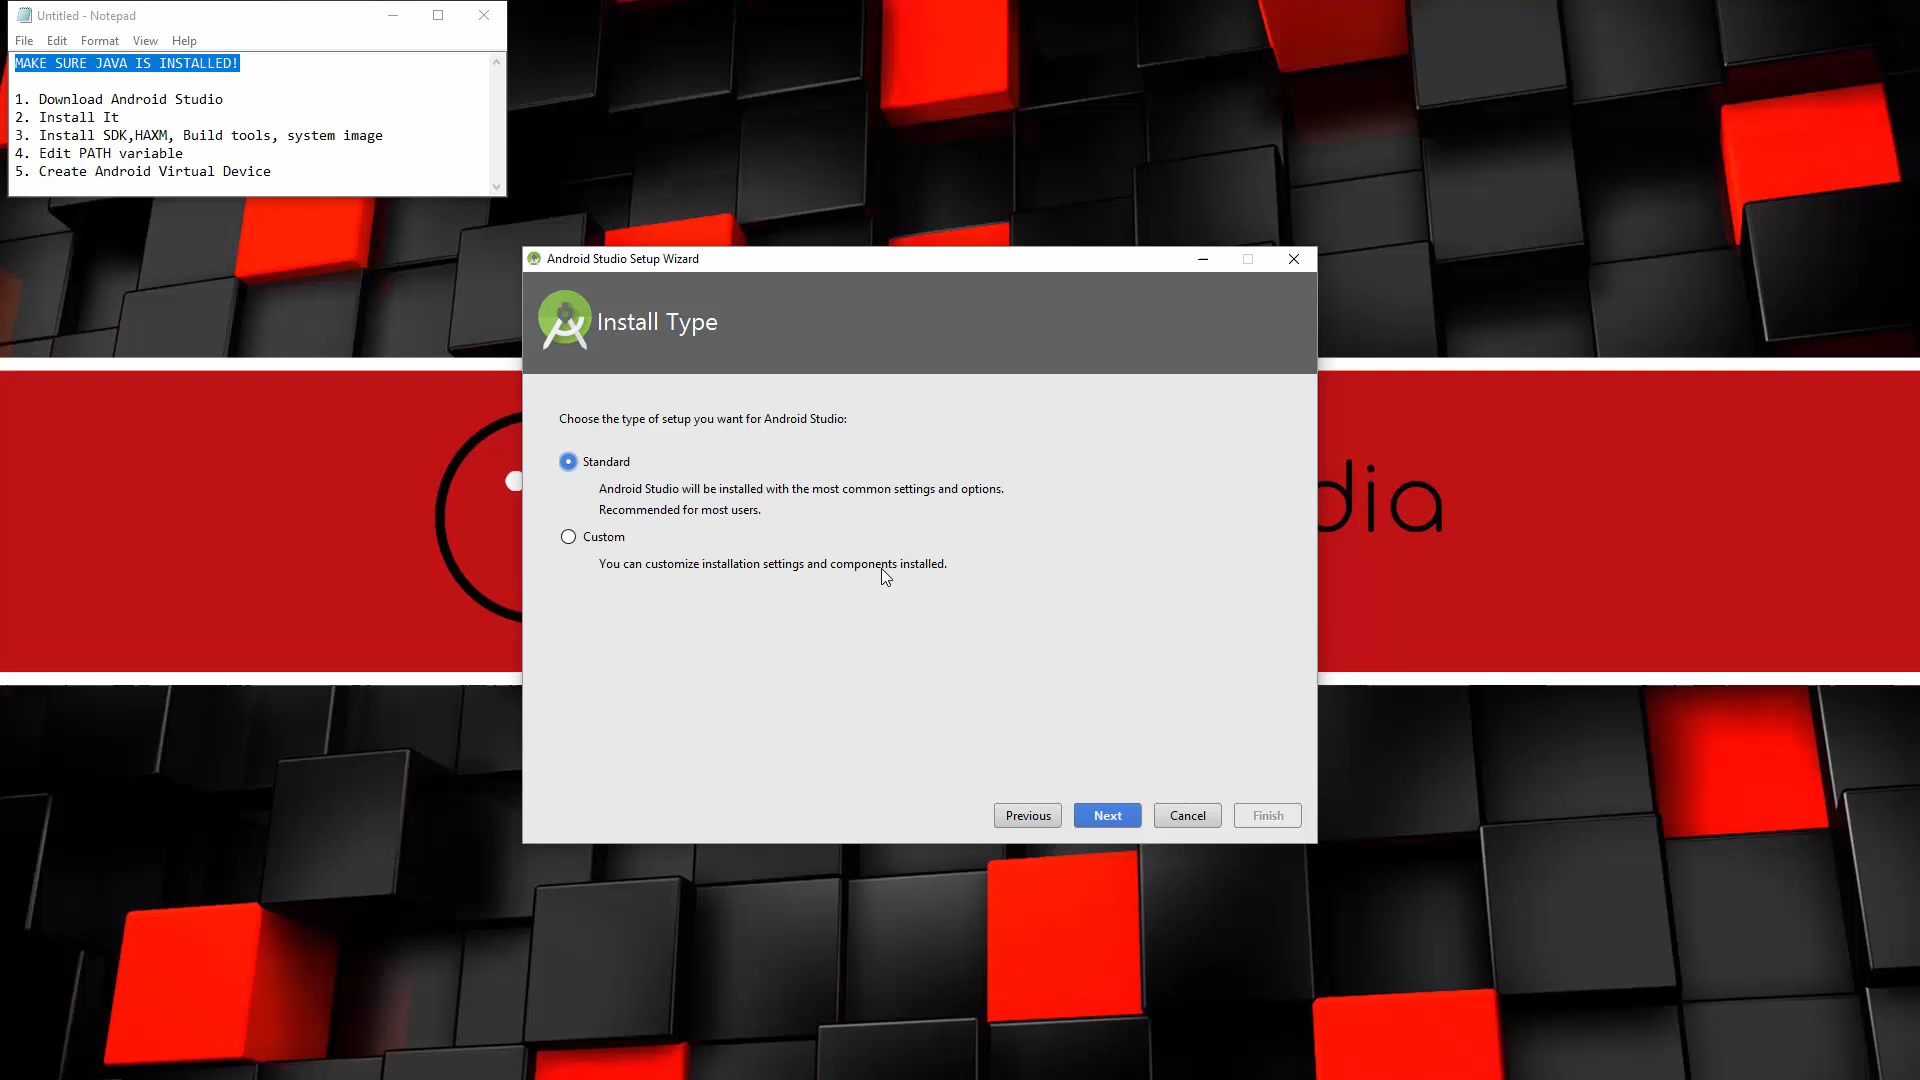 Untitled - Notepad
File Edit Format View Help
MAKE SURE JAVA IS INSTALLED!
1. Download Android Studio
2. Install It
3. Install SDK,HAXM, Build tools, system image
4. Edit PATH variable
5. Create Android Virtual Device
Android Studio Setup Wizard
Install Type
Choose the type of setup you want for Android Studio:
Standard
Android Studio will be installed with the most common settings and options.
Recommended for most users.
Custom
You can customize installation settings and components installed.
dia
Previous Next Cancel Finish